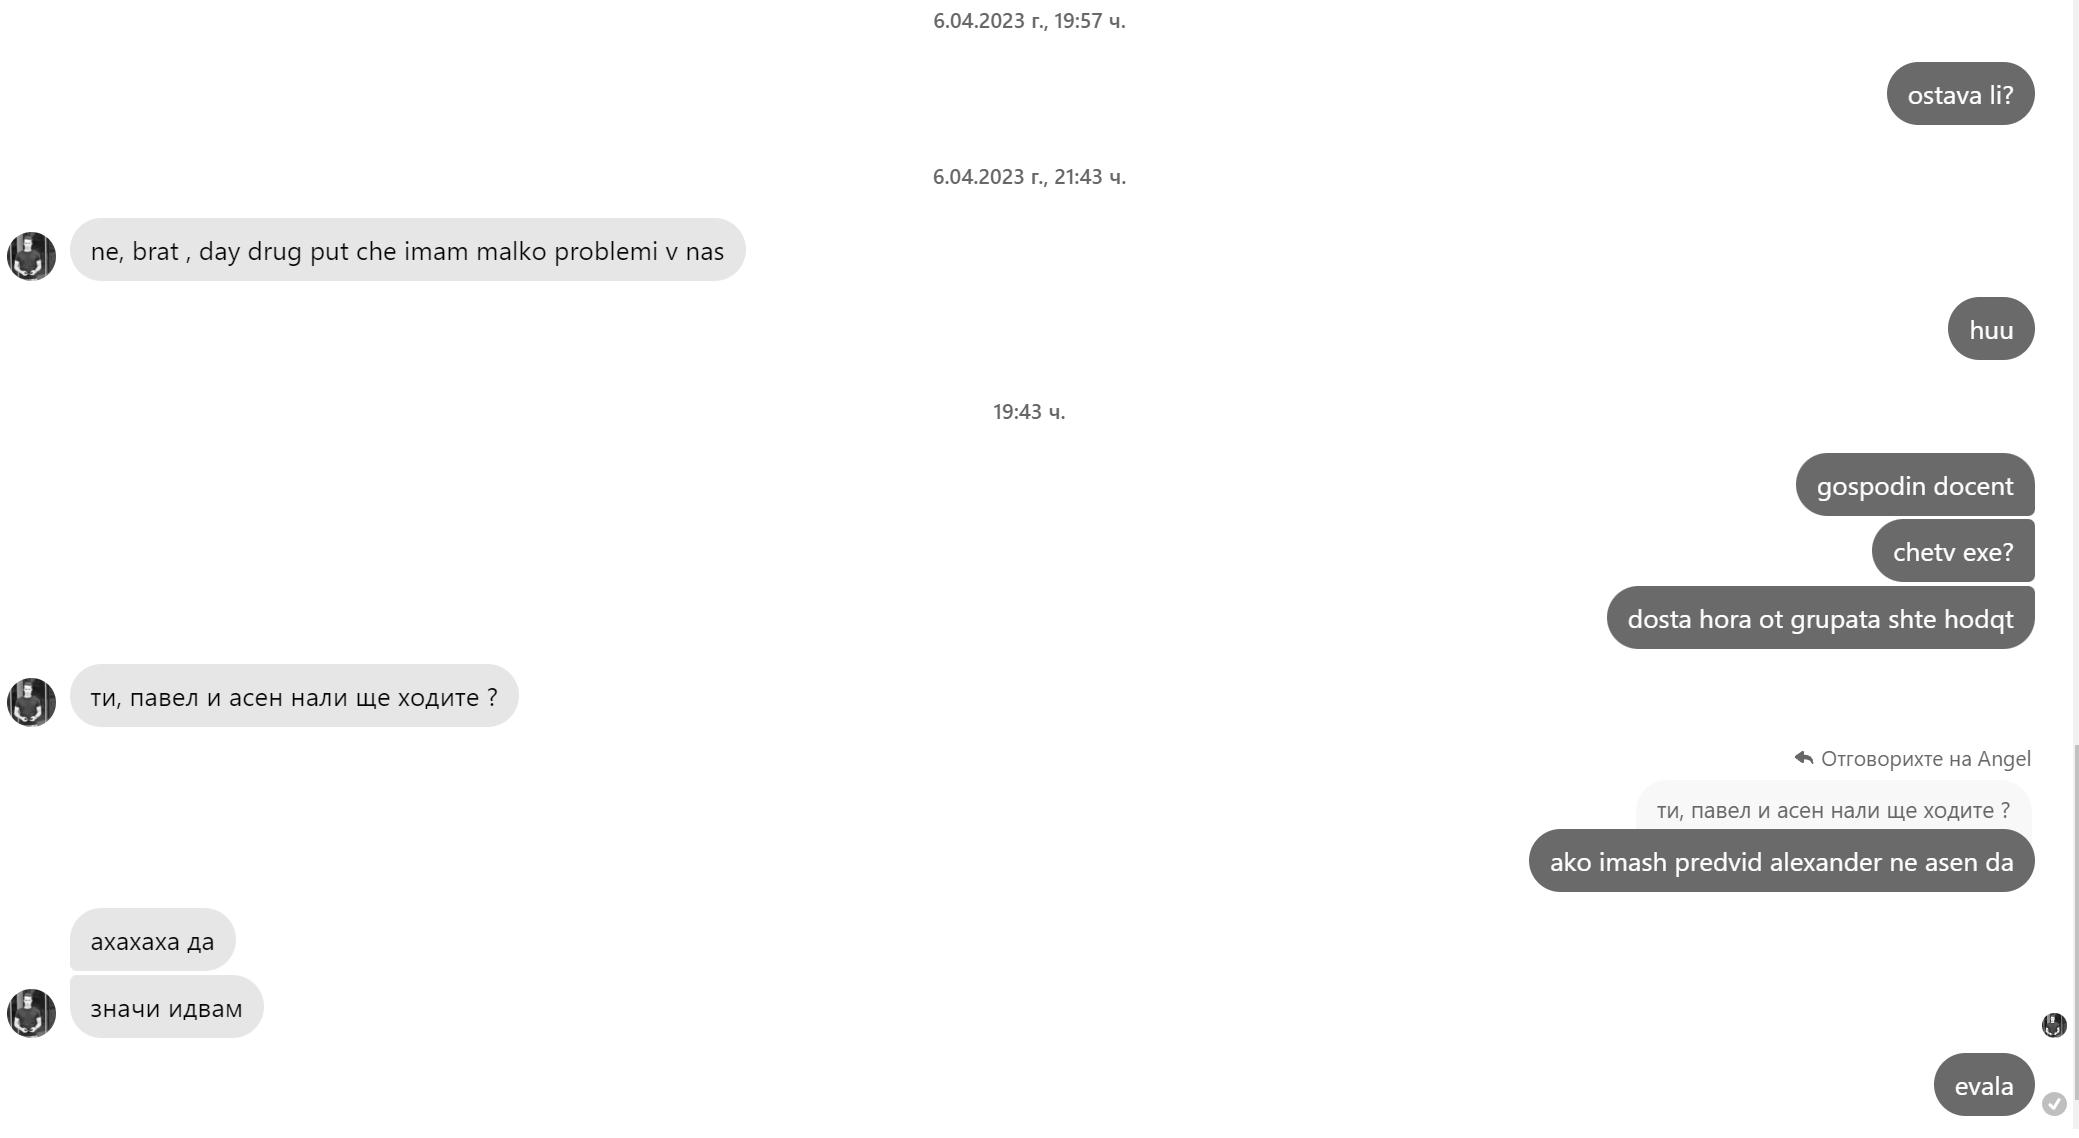 6.04.2023 г., 19:57 ч.
ostava li?
6.04.2023 г., 21:43 ч.
ne, brat , day drug put che imam malko problemi v nas
huu
19:43 ч.
gospodin docent
chetv exe?
dosta hora ot grupata shte hodqt
ти, павел и асен нали ще ходите ?
Отговорихте на Angel
ти, павел и асен нали ще ходите ?
ako imash predvid alexander ne asen da
ахахаха да
значи идвам
evala